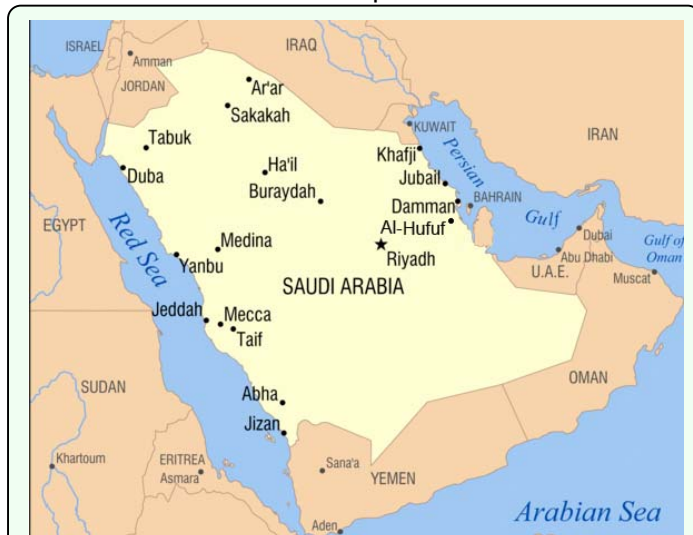 ISRAEL
Amman
JORDAN
IRAQ
Ar'ar
Sakakah
KUWAIT
IRAN
Tabuk
Duba
Ha'il
Buraydah
Khafji
Jubail
Persian
Gulf
Damman
BAHRAIN
Al-Hufuf
EGYPT
Red Sea
Medina
Yanbu
Riyadh
Dubai
Abu Dhabi
U.A.E.
Gulf of
Oman
Muscat
SAUDI ARABIA
Jeddah
Mecca
Taif
SUDAN
OMAN
Abha
Jizan
Khartoum
ERITREA
Asmara
Sana'a
YEMEN
Aden
Arabian Sea